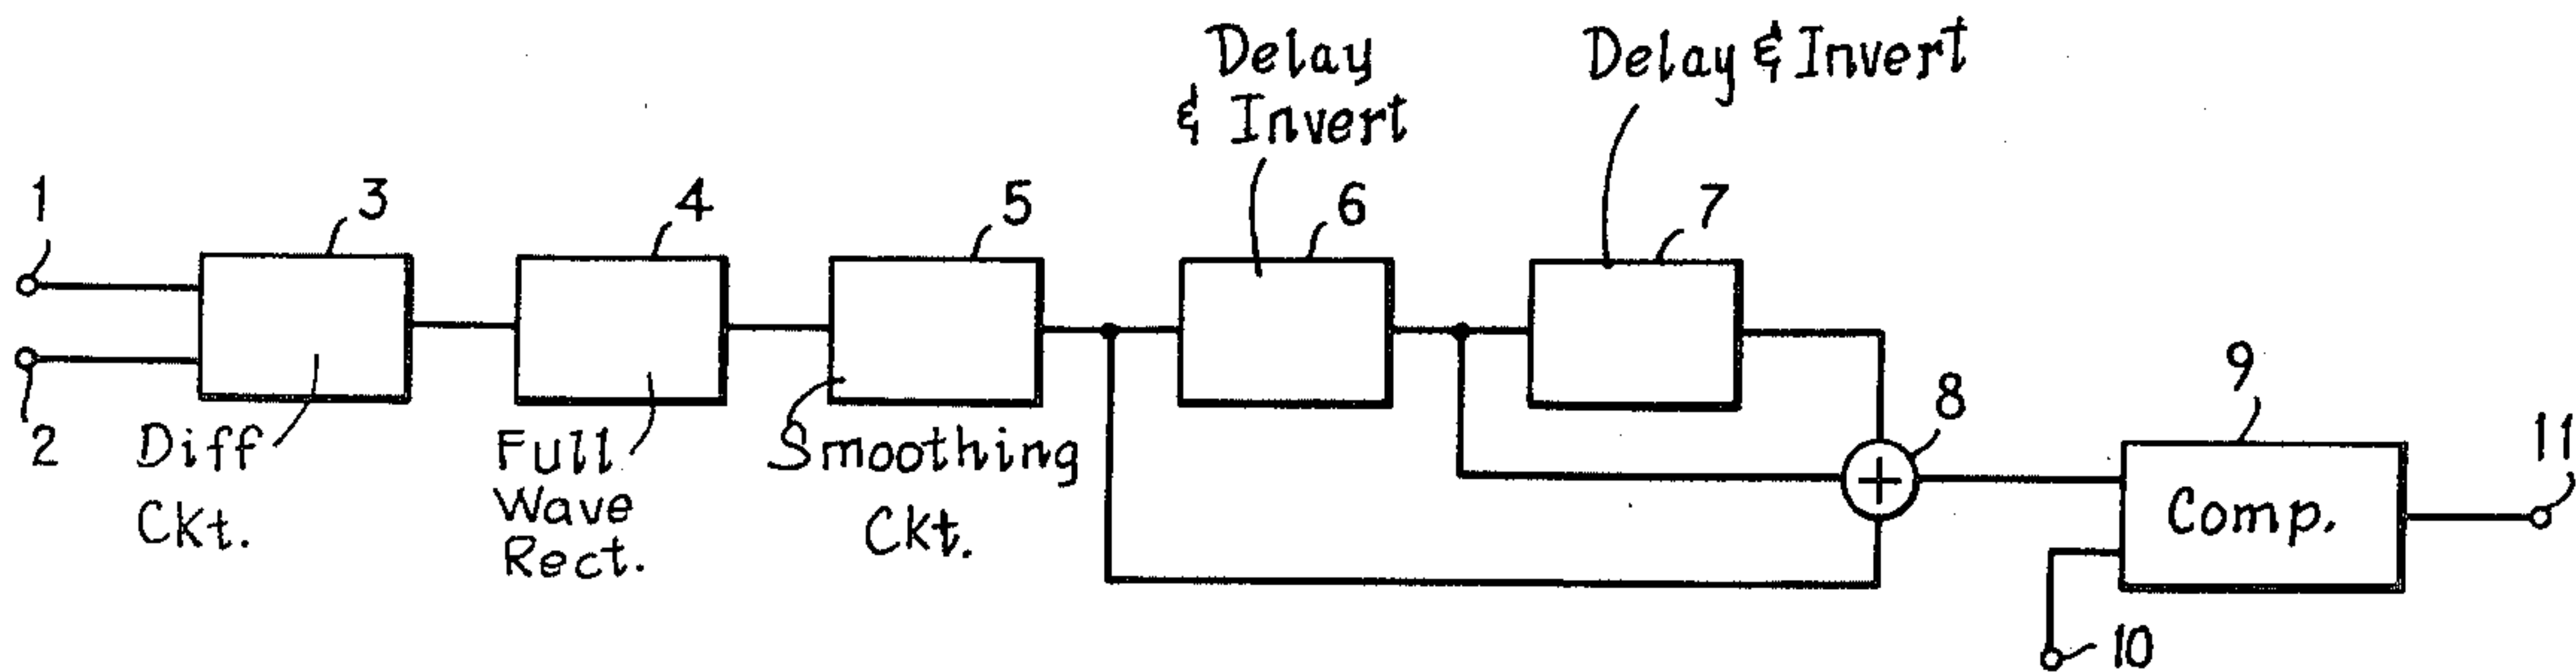 Delay
& Invert
Delay & Invert
1
2
3
4
5
6
7
8
9
10
11
Diff
Ckt.
Full
Wave
Rect.
Smoothing
Ckt.
+
Comp.